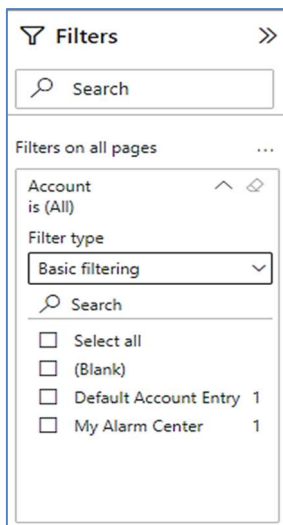 Filters
Search
Filters on all pages
...
Account
is (All)
Filter type
Basic filtering
Search
Select all
(Blank)
Default Account Entry 1
My Alarm Center 1